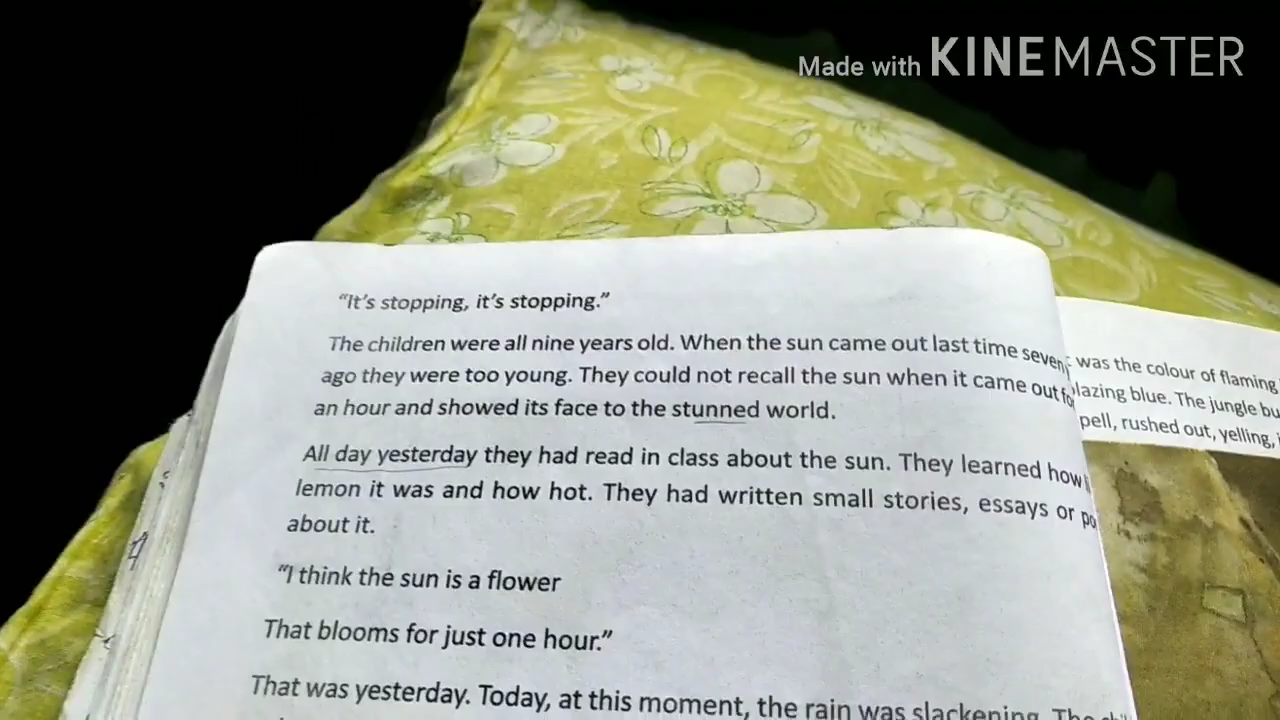 Made with KINEMASTER
“It’s stopping, it’s stopping.”
The children were all nine years old. When the sun came out last time seven
ago they were too young. They could not recall the sun when it came out
an hour and showed its face to the stunned world.
All day yesterday they had read in class about the sun. They learned how
lemon it was and how hot. They had written small stories, essays or
about it.
“I think the sun is a flower
That blooms for just one hour.”
That was yesterday. Today, at this moment, the rain was slackening. The
was the colour of flaming
blazing blue. The jungle
pell, rushed out, yelling,